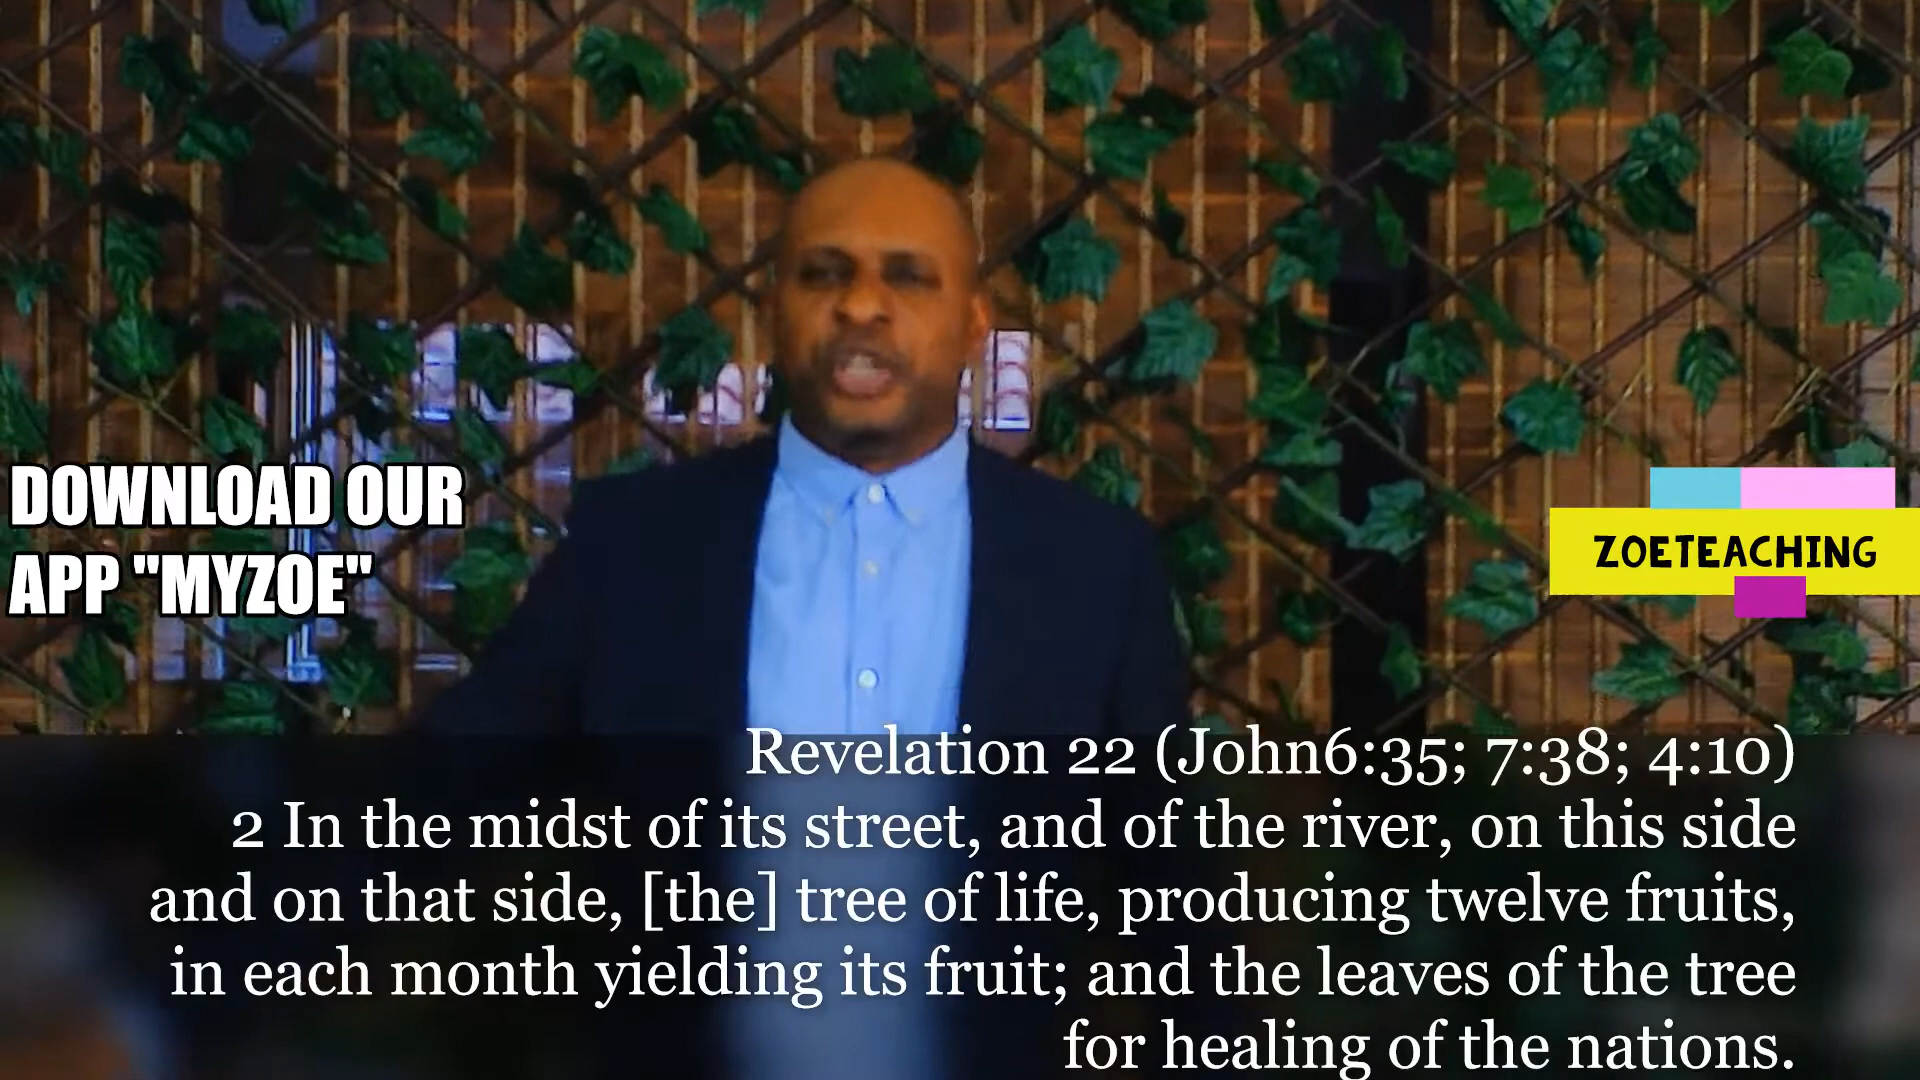 DOWNLOAD OUR
APP "MYZOE"
ZOETEACHING
Revelation 22 (John6:35; 7:38; 4:10)
2 In the midst of its street, and of the river, on this side
and on that side, [the] tree of life, producing twelve fruits,
in each month yielding its fruit; and the leaves of the tree
for healing of the nations.